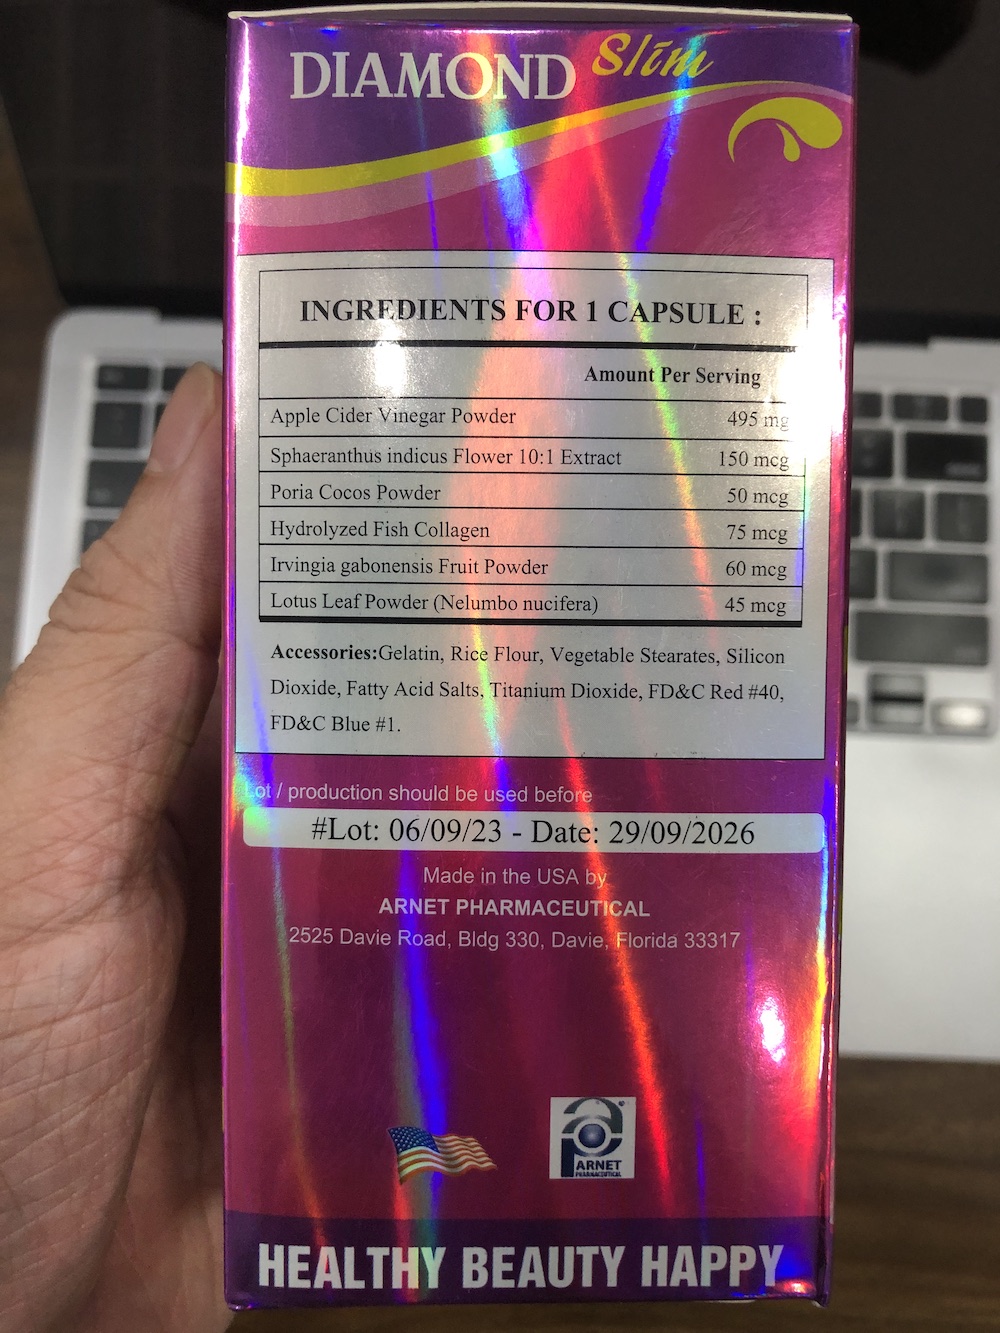 DIAMOND Slim
INGREDIENTS FOR 1 CAPSULE :
Amount Per Serving
Apple Cider Vinegar Powder 495 mg
Sphaeranthus indicus Flower 10:1 Extract 150 mcg
Poria Cocos Powder 50 mcg
Hydrolyzed Fish Collagen 75 mcg
Irvingia gabonensis Fruit Powder 60 mcg
Lotus Leaf Powder (Nelumbo nucifera) 45 mcg
Accessories:Gelatin, Rice Flour, Vegetable Stearates, Silicon
Dioxide, Fatty Acid Salts, Titanium Dioxide, FD&C Red #40,
FD&C Blue #1.
Lot / production should be used before
#Lot: 06/09/23 - Date: 29/09/2026
Made in the USA by
ARNET PHARMACEUTICAL
2525 Davie Road, Bldg 330, Davie, Florida 33317
ARNET
PHARMACEUTICAL
HEALTHY BEAUTY HAPPY